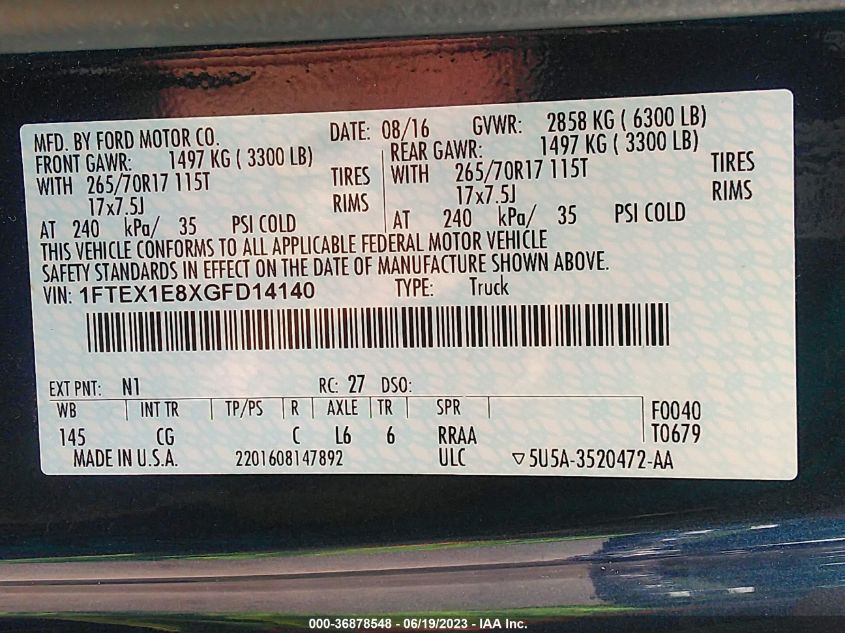 MFD. BY FORD MOTOR CO. DATE: 08/16 GVWR: 2858 KG ( 6300 LB)
FRONT GAWR: 1497 KG ( 3300 LB) REAR GAWR: 1497 KG ( 3300 LB)
WITH 265/70R17 115T TIRES WITH 265/70R17 115T TIRES
17x7.5J RIMS 17x7.5J RIMS
AT 240 kPa/ 35 PSI COLD AT 240 kPa/ 35 PSI COLD
THIS VEHICLE CONFORMS TO ALL APPLICABLE FEDERAL MOTOR VEHICLE
SAFETY STANDARDS IN EFFECT ON THE DATE OF MANUFACTURE SHOWN ABOVE.
VIN: 1FTEX1E8XGFD14140 TYPE: Truck
EXT PNT: N1 RC: 27 DSO:
WB INT TR TP/PS R AXLE TR SPR F0040
145 CG C L6 6 RRAA T0679
MADE IN U.S.A. 2201608147892 ULC ▽5U5A-3520472-AA
000-36878548 - 06/19/2023 - IAA Inc.